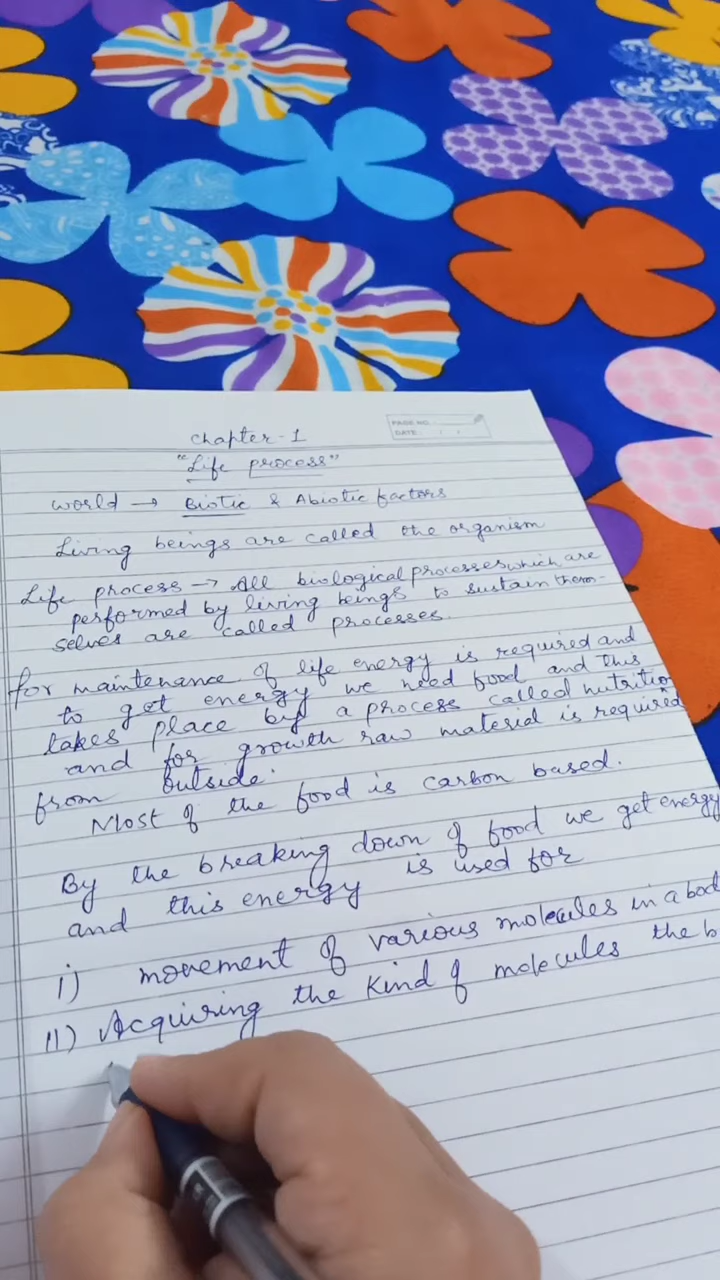 PAGE NO.
DATE: / /
Chapter-1
"Life process"
world → Biotic & Abiotic factors
Living beings are called the organism
Life process → All biological processes which are
performed by living beings to sustain them-
selves are called processes.
for maintenance of life energy is required and
to get energy we need food and this
takes place by a process called nutrition
and for growth raw material is required
from outside.
Most of the food is carbon based.
By the breaking down of food we get energy
and this energy is used for
i) movement of various molecules in a bod
ii) Acquiring the kind of molecules the b